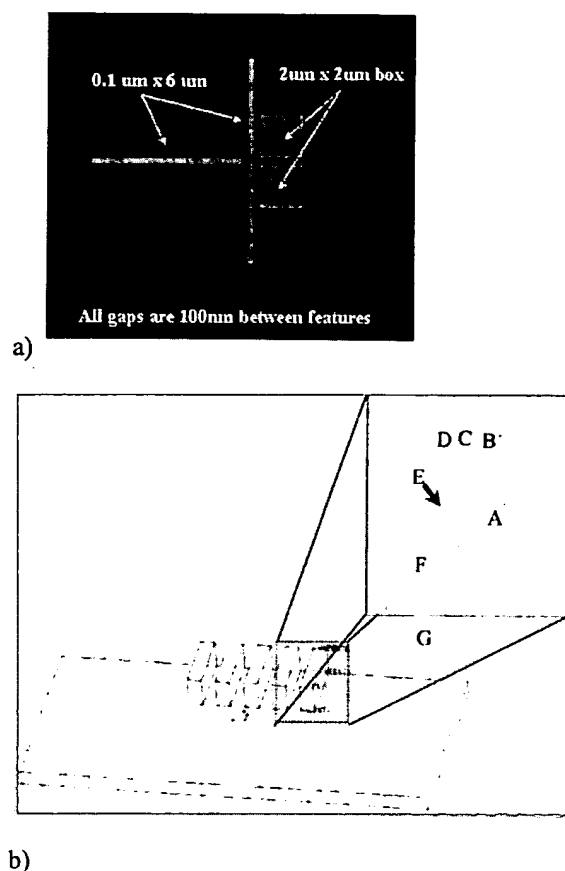 0.1 um x 6 um
2um x 2um box
All gaps are 100nm between features
a)
D C B
E
A
F
G
b)